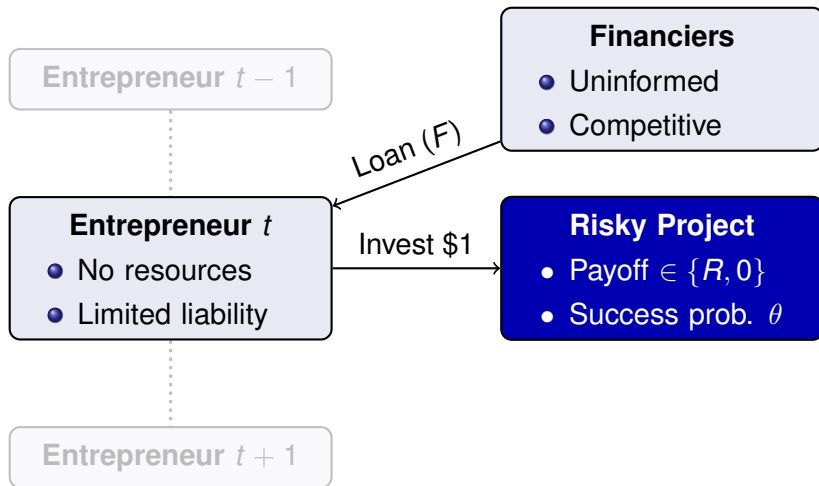 Entrepreneur t − 1
Financiers
Uninformed
Competitive
Loan (F)
Entrepreneur t
No resources
Limited liability
Invest $1
Risky Project
Payoff ∈ {R, 0}
Success prob. θ
Entrepreneur t + 1